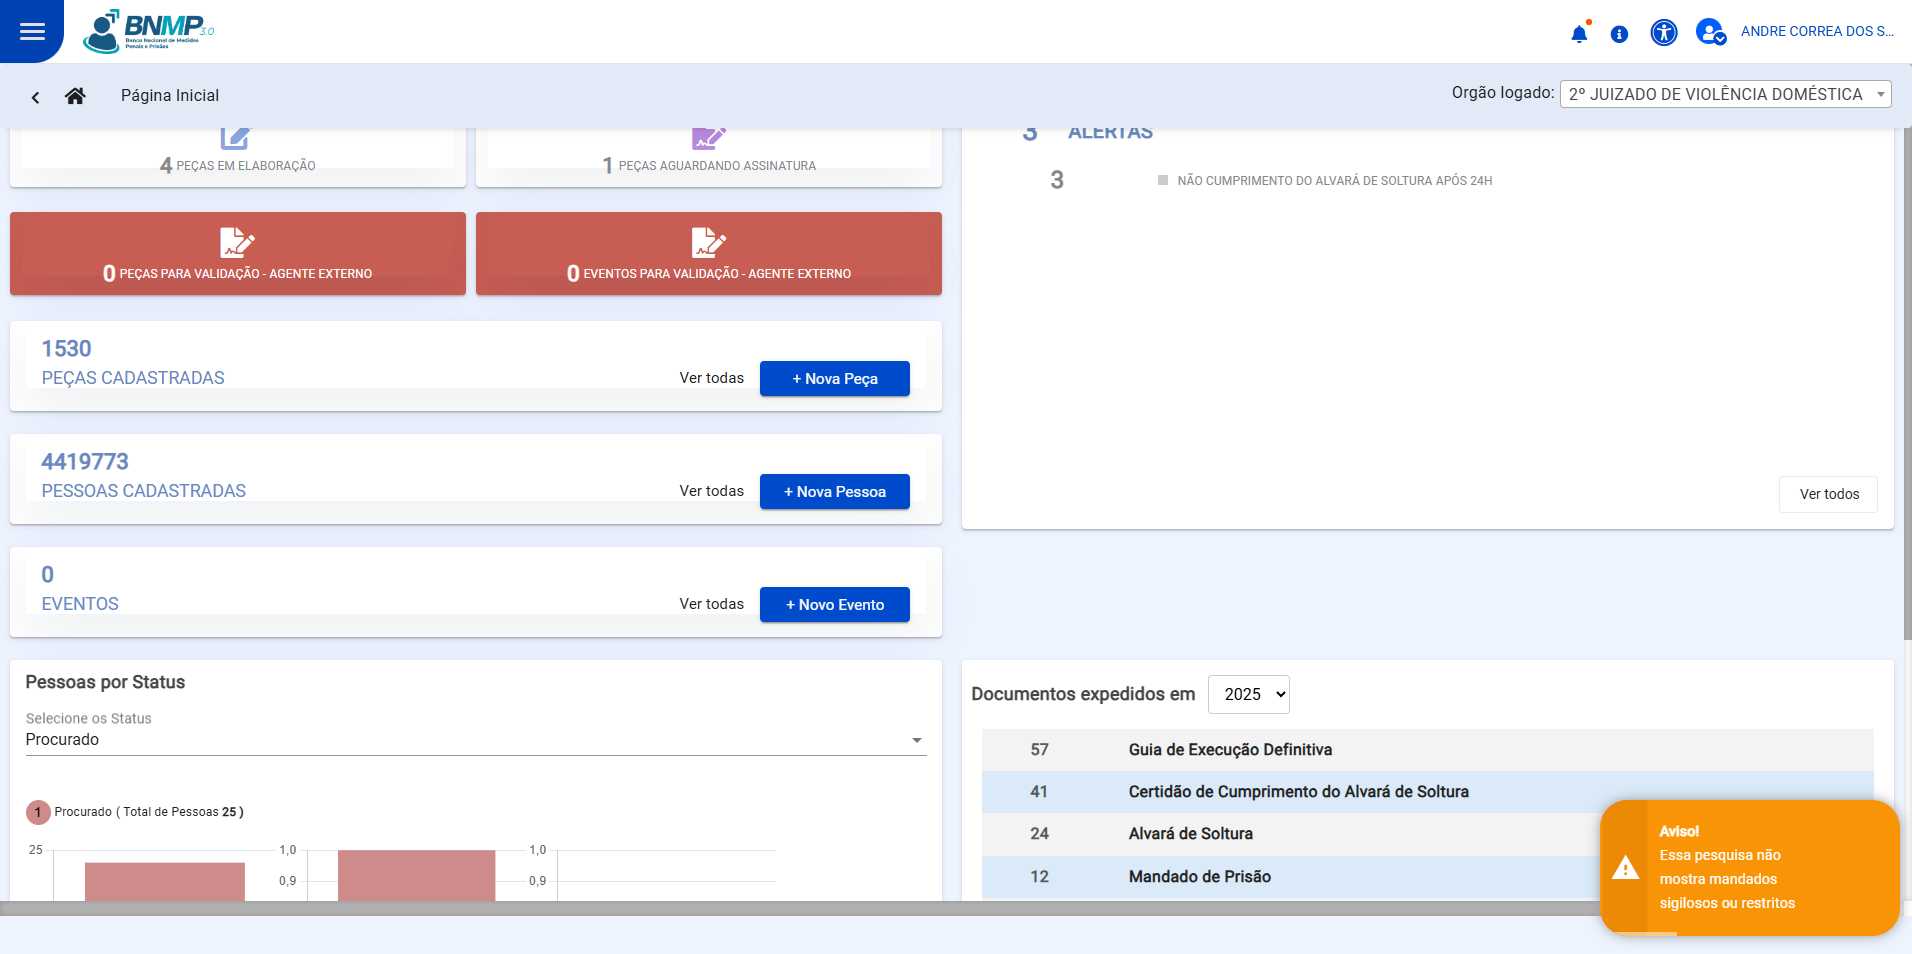 BNMP 3.0
Banco Nacional de Medidas
Penais e Prisões
ANDRE CORREA DOS S...
Página Inicial
Orgão logado:
2º JUIZADO DE VIOLÊNCIA DOMÉSTICA
4 PEÇAS EM ELABORAÇÃO
1 PEÇAS AGUARDANDO ASSINATURA
3 ALERTAS
3 NÃO CUMPRIMENTO DO ALVARÁ DE SOLTURA APÓS 24H
0 PEÇAS PARA VALIDAÇÃO - AGENTE EXTERNO
0 EVENTOS PARA VALIDAÇÃO - AGENTE EXTERNO
1530
PEÇAS CADASTRADAS
Ver todas
+ Nova Peça
4419773
PESSOAS CADASTRADAS
Ver todas
+ Nova Pessoa
Ver todos
0
EVENTOS
Ver todas
+ Novo Evento
Pessoas por Status
Selecione os Status
Procurado
1 Procurado ( Total de Pessoas 25 )
25
1,0
0,9
1,0
0,9
Documentos expedidos em 2025
57 Guia de Execução Definitiva
41 Certidão de Cumprimento do Alvará de Soltura
24 Alvará de Soltura
12 Mandado de Prisão
Aviso!
Essa pesquisa não
mostra mandados
sigilosos ou restritos